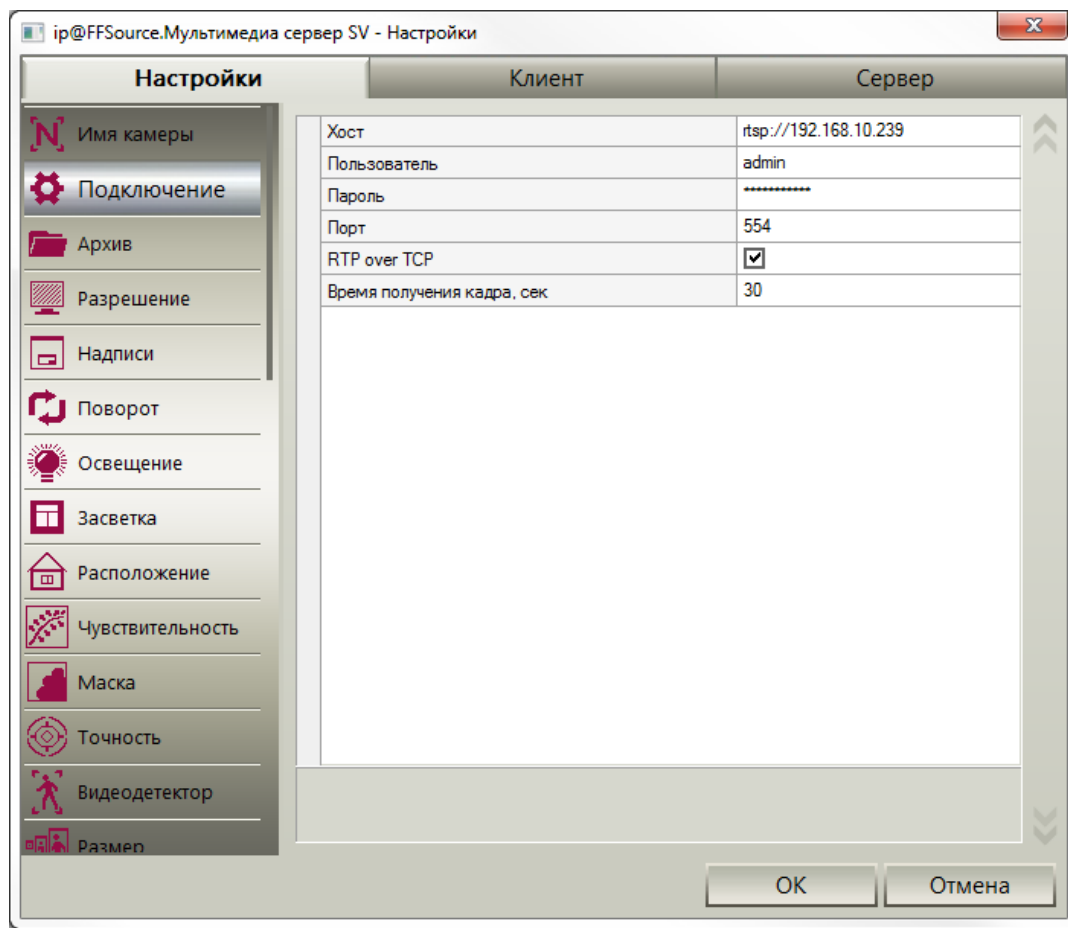 ip@FFSource.Мультимедиа сервер SV - Настройки
Настройки
Клиент
Сервер
Имя камеры
Подключение
Архив
Разрешение
Надписи
Поворот
Освещение
Засветка
Расположение
Чувствительность
Маска
Точность
Видеодетектор
Размер
Хост rtsp://192.168.10.239
Пользователь admin
Пароль ***********
Порт 554
RTP over TCP
Время получения кадра, сек 30
OK
Отмена